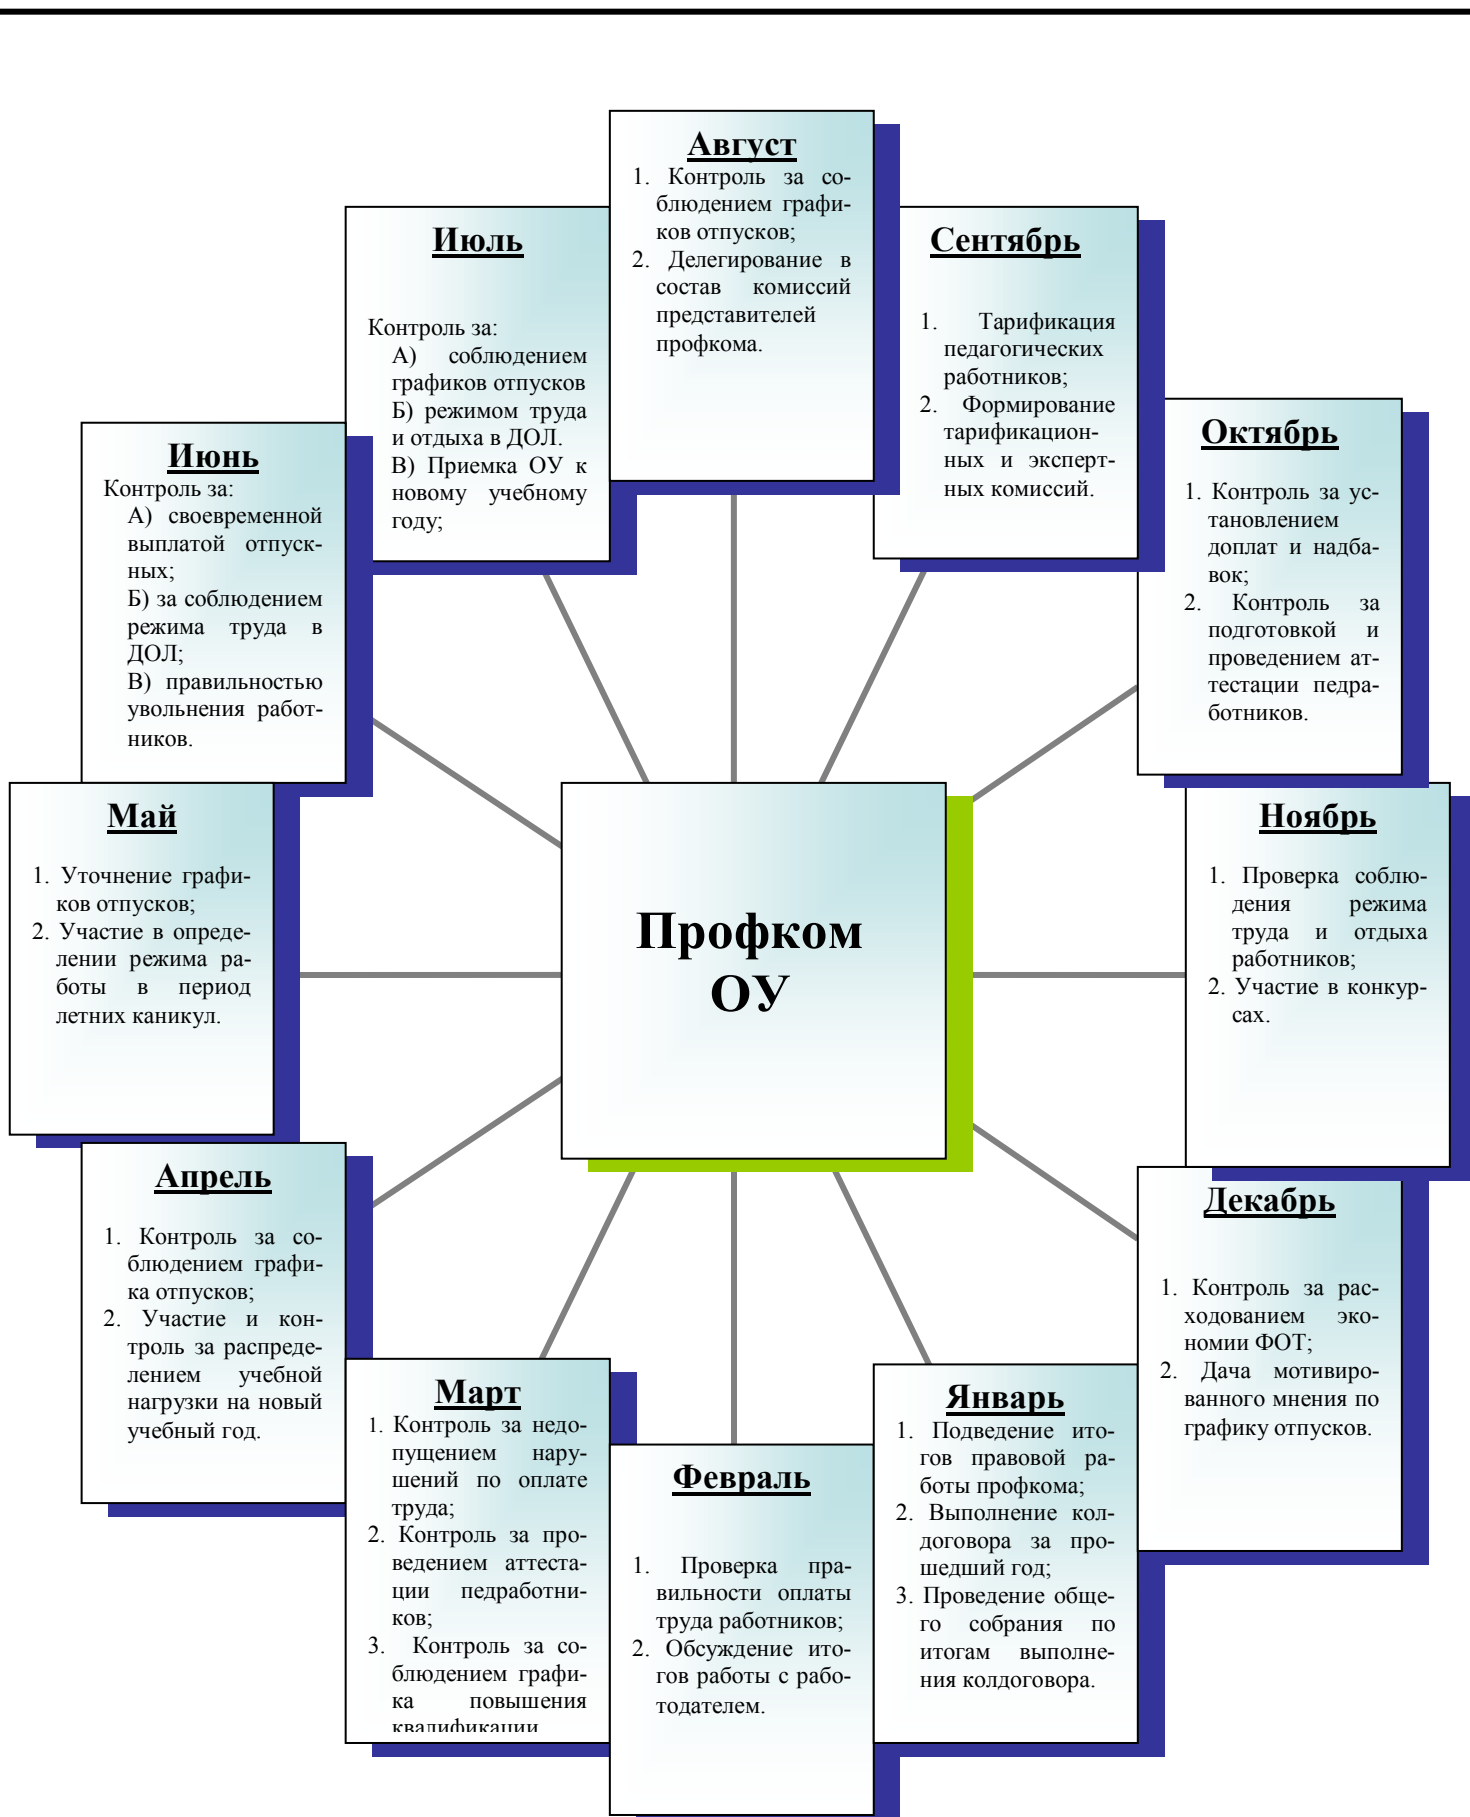 Август
1. Контроль за со-
блюдением графи-
ков отпусков;
2. Делегирование в
состав комиссий
представителей
профкома.
Сентябрь
1. Тарификация
педагогических
работников;
2. Формирование
тарификацион-
ных и эксперт-
ных комиссий.
Октябрь
1. Контроль за ус-
тановлением
доплат и надба-
вок;
2. Контроль за
подготовкой и
проведением ат-
тестации педра-
ботников.
Ноябрь
1. Проверка соблю-
дения режима
труда и отдыха
работников;
2. Участие в конкур-
сах.
Декабрь
1. Контроль за рас-
ходованием эко-
номии ФОТ;
2. Дача мотивиро-
ванного мнения по
графику отпусков.
Январь
1. Подведение ито-
гов правовой ра-
боты профкома;
2. Выполнение кол-
договора за про-
шедший год;
3. Проведение обще-
го собрания по
итогам выполне-
ния колдоговора.
Февраль
1. Проверка пра-
вильности оплаты
труда работников;
2. Обсуждение ито-
гов работы с рабо-
тодателем.
Март
1. Контроль за недо-
пущением нару-
шений по оплате
труда;
2. Контроль за про-
ведением аттеста-
ции педработни-
ков;
3. Контроль за со-
блюдением графи-
ка повышения
квалификации
Апрель
1. Контроль за со-
блюдением графи-
ка отпусков;
2. Участие и кон-
троль за распреде-
лением учебной
нагрузки на новый
учебный год.
Май
1. Уточнение графи-
ков отпусков;
2. Участие в опреде-
лении режима ра-
боты в период
летних каникул.
Июнь
Контроль за:
А) своевременной
выплатой отпуск-
ных;
Б) за соблюдением
режима труда в
ДОЛ;
В) правильностью
увольнения работ-
ников.
Июль
Контроль за:
А) соблюдением
графиков отпусков
Б) режимом труда
и отдыха в ДОЛ.
В) Приемка ОУ к
новому учебному
году;
Профком
ОУ